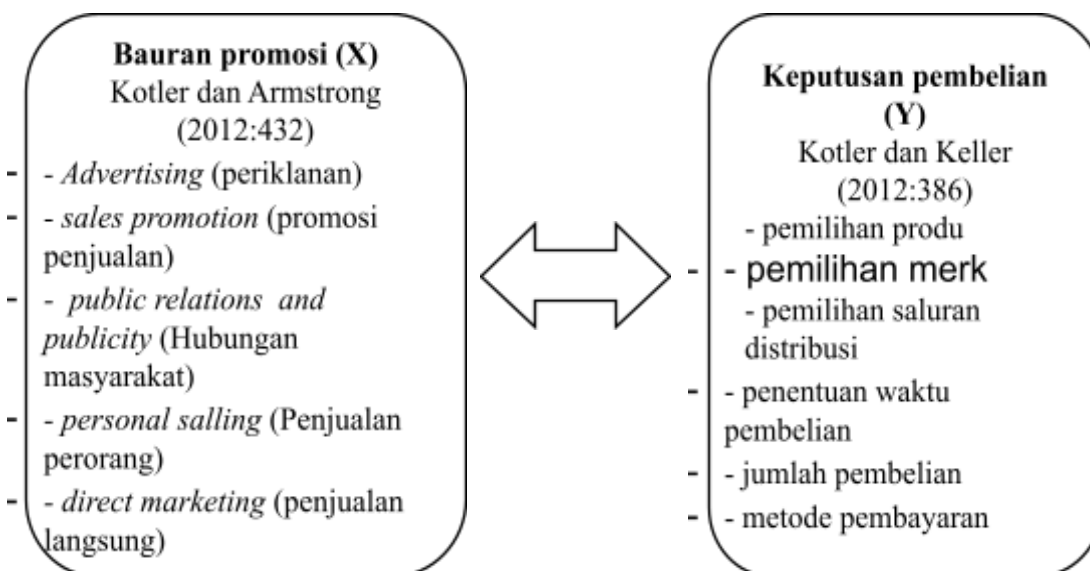 Bauran promosi (X)
Kotler dan Armstrong
(2012:432)
- - Advertising (periklanan)
- - sales promotion (promosi
penjualan)
- - public relations and
publicity (Hubungan
masyarakat)
- - personal salling (Penjualan
perorang)
- - direct marketing (penjualan
langsung)
Keputusan pembelian
(Y)
Kotler dan Keller
(2012:386)
- pemilihan produ
- - pemilihan merk
- pemilihan saluran
distribusi
- - penentuan waktu
pembelian
- - jumlah pembelian
- - metode pembayaran